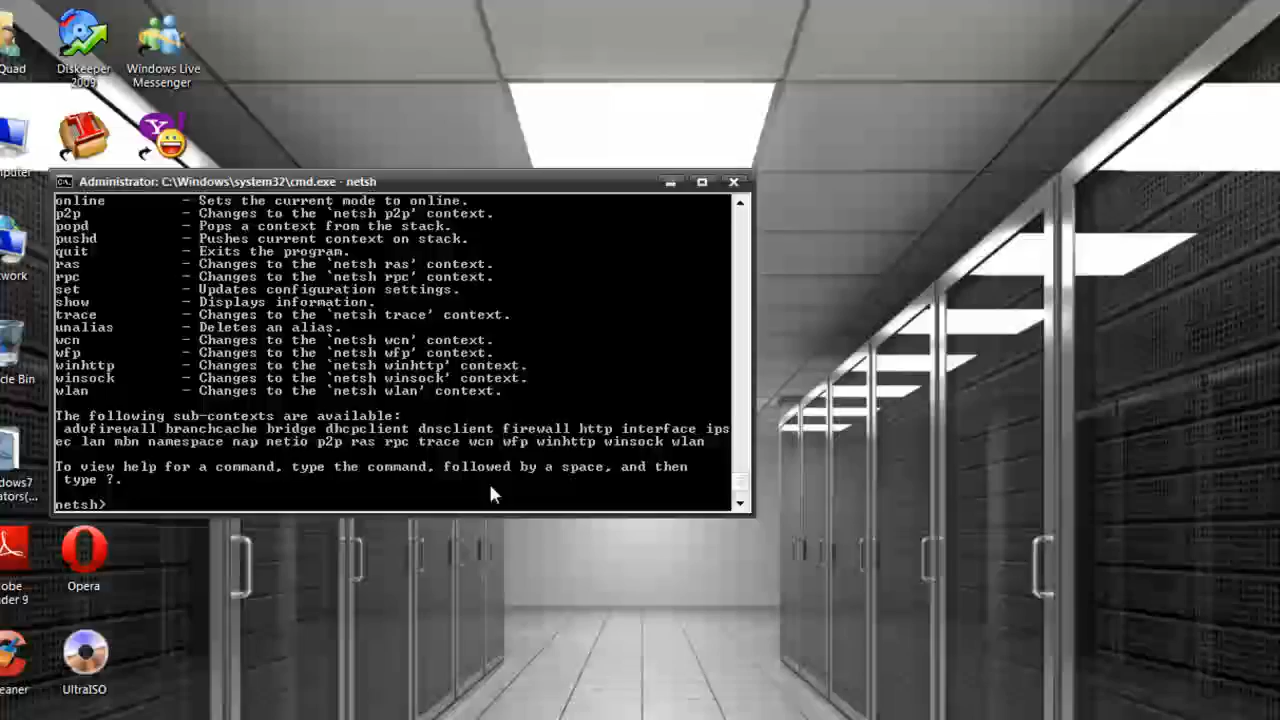 Quad
Diskeeper
2009
Windows Live
Messenger
Administrator: C:\Windows\system32\cmd.exe - netsh
online - Sets the current mode to online.
p2p - Changes to the `netsh p2p' context.
popd - Pops a context from the stack.
pushd - Pushes current context on stack.
quit - Exits the program.
ras - Changes to the `netsh ras' context.
rpc - Changes to the `netsh rpc' context.
set - Updates configuration settings.
show - Displays information.
trace - Changes to the `netsh trace' context.
unalias - Deletes an alias.
wcn - Changes to the `netsh wcn' context.
wfp - Changes to the `netsh wfp' context.
winhttp - Changes to the `netsh winhttp' context.
winsock - Changes to the `netsh winsock' context.
wlan - Changes to the `netsh wlan' context.
The following sub-contexts are available:
advfirewall branchcache bridge dhcpclient dnsclient firewall http interface ips
ec lan mbn namespace nap netio p2p ras rpc trace wcn wfp winhttp winsock wlan
To view help for a command, type the command, followed by a space, and then
type ?.
netsh>
puter
twork
cle Bin
dows7
ators(...
obe
der 9
Opera
eaner
UltraISO